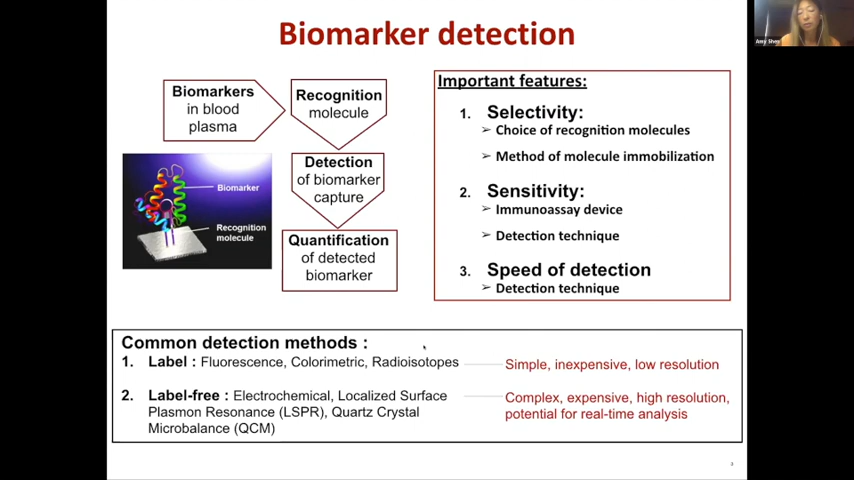 Biomarker detection
Amy Shen
Biomarkers
in blood
plasma
Recognition
molecule
Detection
of biomarker
capture
Quantification
of detected
biomarker
Biomarker
Recognition
molecule
Important features:
1. Selectivity:
➢ Choice of recognition molecules
➢ Method of molecule immobilization
2. Sensitivity:
➢ Immunoassay device
➢ Detection technique
3. Speed of detection
➢ Detection technique
Common detection methods :
1. Label : Fluorescence, Colorimetric, Radioisotopes
Simple, inexpensive, low resolution
2. Label-free : Electrochemical, Localized Surface
Plasmon Resonance (LSPR), Quartz Crystal
Microbalance (QCM)
Complex, expensive, high resolution,
potential for real-time analysis